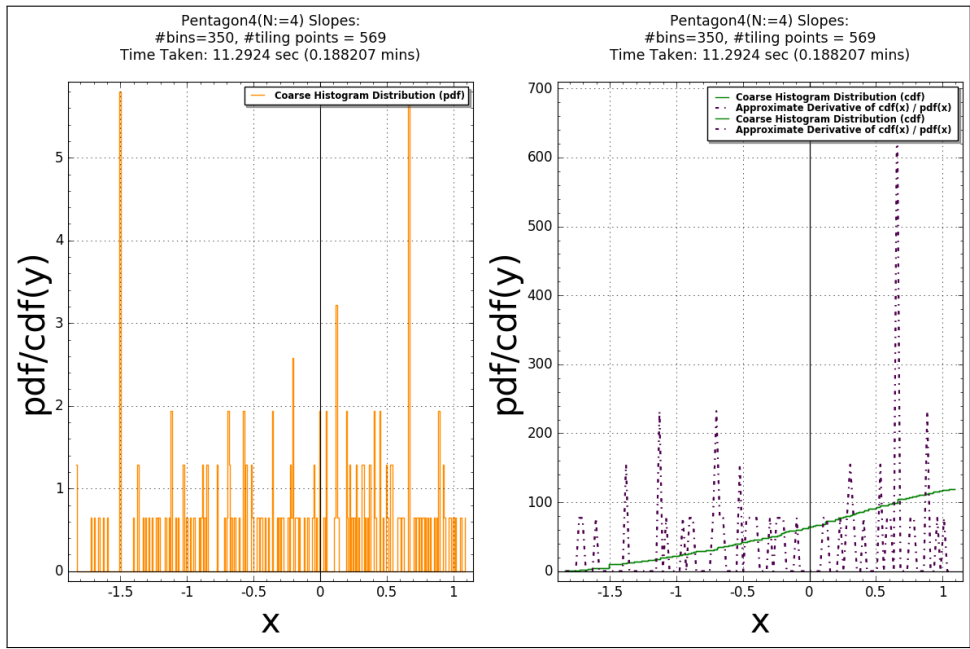 Pentagon4(N:=4) Slopes:
#bins=350, #tiling points = 569
Time Taken: 11.2924 sec (0.188207 mins)
Coarse Histogram Distribution (pdf)
pdf/cdf(y)
5
4
3
2
1
0
-1.5
-1
-0.5
0
0.5
1
x
Pentagon4(N:=4) Slopes:
#bins=350, #tiling points = 569
Time Taken: 11.2924 sec (0.188207 mins)
Coarse Histogram Distribution (cdf)
Approximate Derivative of cdf(x) / pdf(x)
Coarse Histogram Distribution (cdf)
Approximate Derivative of cdf(x) / pdf(x)
pdf/cdf(y)
700
600
500
400
300
200
100
0
-1.5
-1
-0.5
0
0.5
1
x